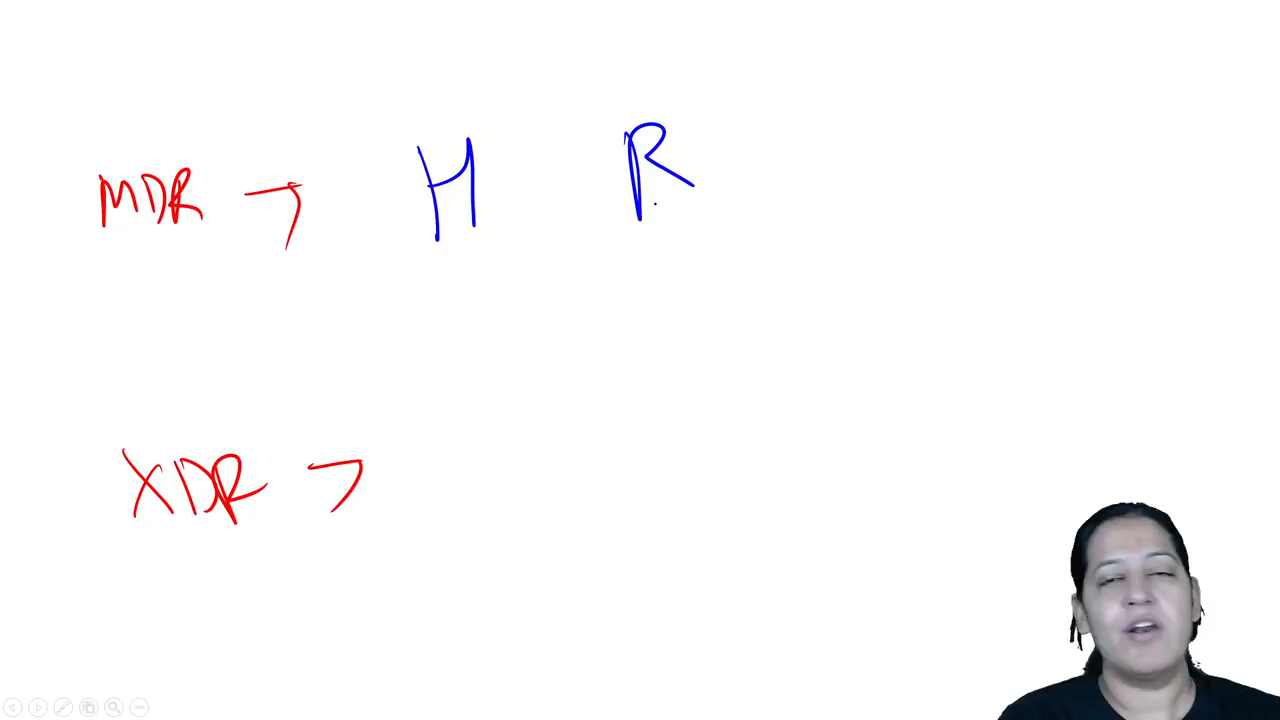 MDR → H R
XDR →